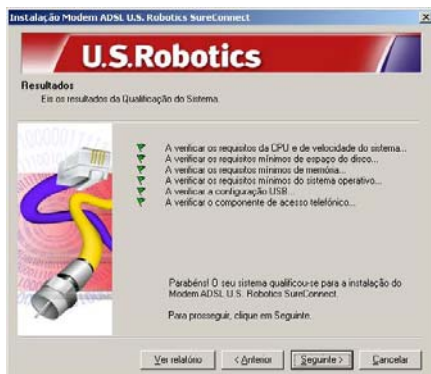 Instalação Modem ADSL U.S. Robotics SureConnect
U.S.Robotics
Resultados
Eis os resultados da Qualificação do Sistema.
A verificar os requisitos da CPU e de velocidade do sistema...
A verificar os requisitos mínimos de espaço do disco...
A verificar os requisitos mínimos de memória...
A verificar os requisitos mínimos do sistema operativo...
A verificar a configuração USB...
A verificar o componente de acesso telefónico...
Parabéns! O seu sistema qualificou-se para a instalação do
Modem ADSL U.S. Robotics SureConnect.
Para prosseguir, clique em Seguinte.
Ver relatório
< Anterior
Seguinte >
Cancelar